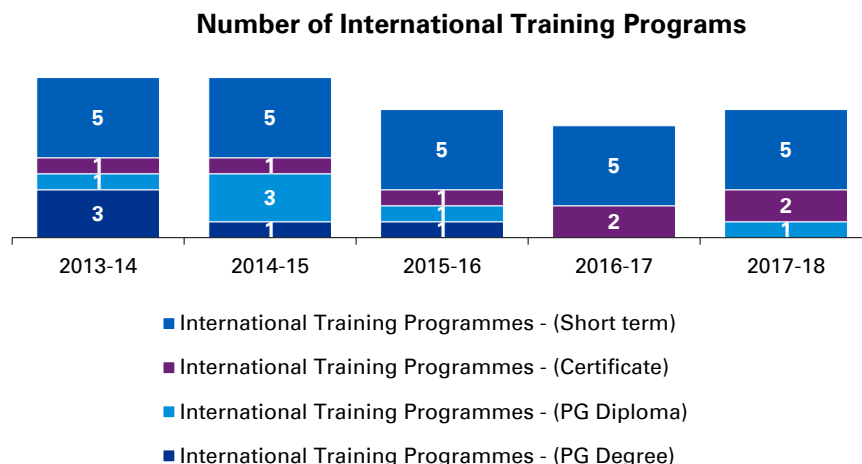 Number of International Training Programs
5 5 5 5 5
1 1 1 2 2
1 3 1 1
3 1 1
2013-14 2014-15 2015-16 2016-17 2017-18
International Training Programmes - (Short term)
International Training Programmes - (Certificate)
International Training Programmes - (PG Diploma)
International Training Programmes - (PG Degree)